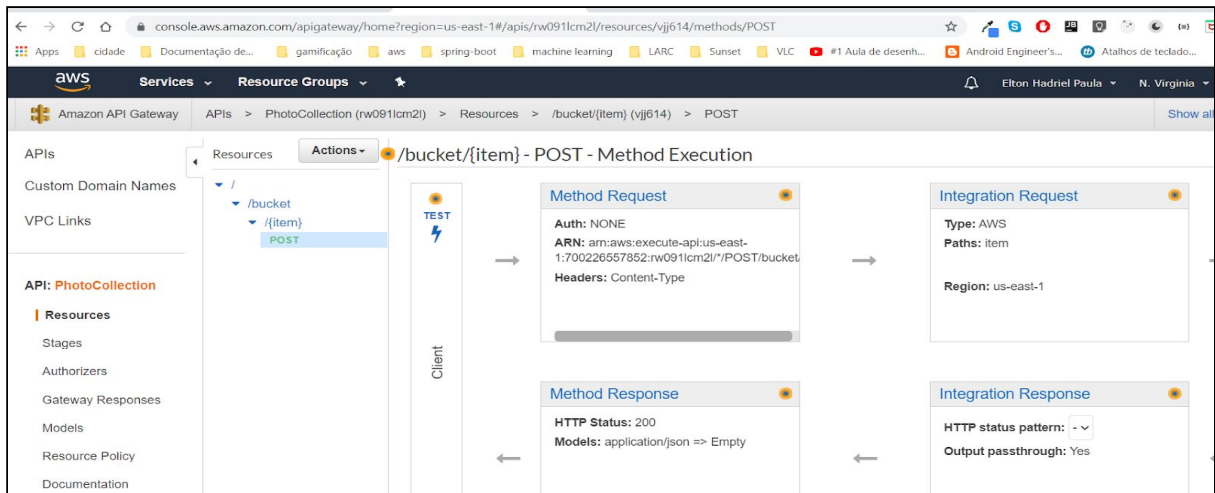 console.aws.amazon.com/apigateway/home?region=us-east-1#/apis/rw091lcm2l/resources/vjj614/methods/POST
Apps cidade Documentação de... gamificação aws spring-boot machine learning LARC Sunset VLC #1 Aula de desenh... Android Engineer's... Atalhos de teclado...
aws Services Resource Groups Elton Hadriel Paula N. Virginia
Amazon API Gateway APIs > PhotoCollection (rw091lcm2l) > Resources > /bucket/{item} (vjj614) > POST Show all
APIs
Custom Domain Names
VPC Links
API: PhotoCollection
Resources
Stages
Authorizers
Gateway Responses
Models
Resource Policy
Documentation
Resources Actions
/
/bucket
/{item}
POST
/bucket/{item} - POST - Method Execution
TEST
Client
Method Request
Auth: NONE
ARN: arn:aws:execute-api:us-east-
1:700226557852:rw091lcm2l/*/POST/bucket/
Headers: Content-Type
Integration Request
Type: AWS
Paths: item
Region: us-east-1
Method Response
HTTP Status: 200
Models: application/json => Empty
Integration Response
HTTP status pattern: -
Output passthrough: Yes